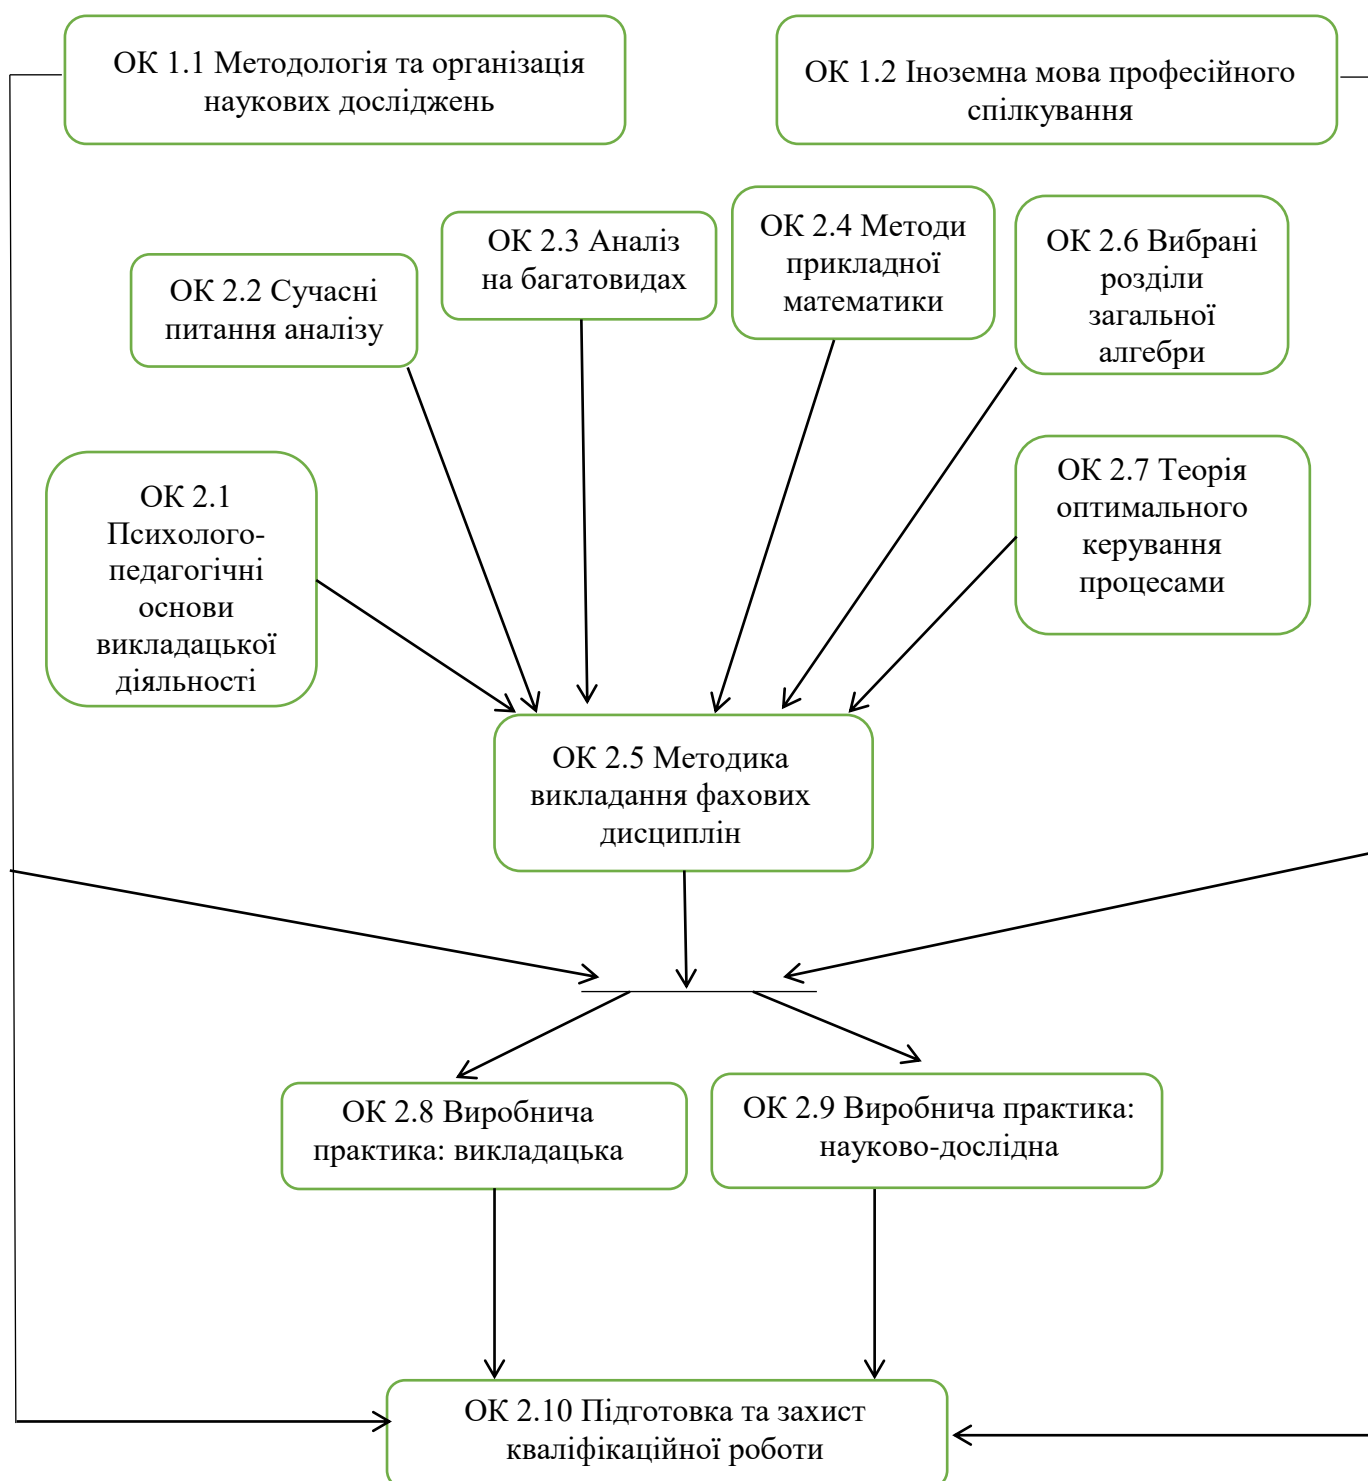 ОК 1.1 Методологія та організація
наукових досліджень
ОК 1.2 Іноземна мова професійного
спілкування
ОК 2.2 Сучасні
питання аналізу
ОК 2.3 Аналіз
на багатовидах
ОК 2.4 Методи
прикладної
математики
ОК 2.6 Вибрані
розділи
загальної
алгебри
ОК 2.1
Психолого-
педагогічні
основи
викладацької
діяльності
ОК 2.7 Теорія
оптимального
керування
процесами
ОК 2.5 Методика
викладання фахових
дисциплін
ОК 2.8 Виробнича
практика: викладацька
ОК 2.9 Виробнича практика:
науково-дослідна
ОК 2.10 Підготовка та захист
кваліфікаційної роботи